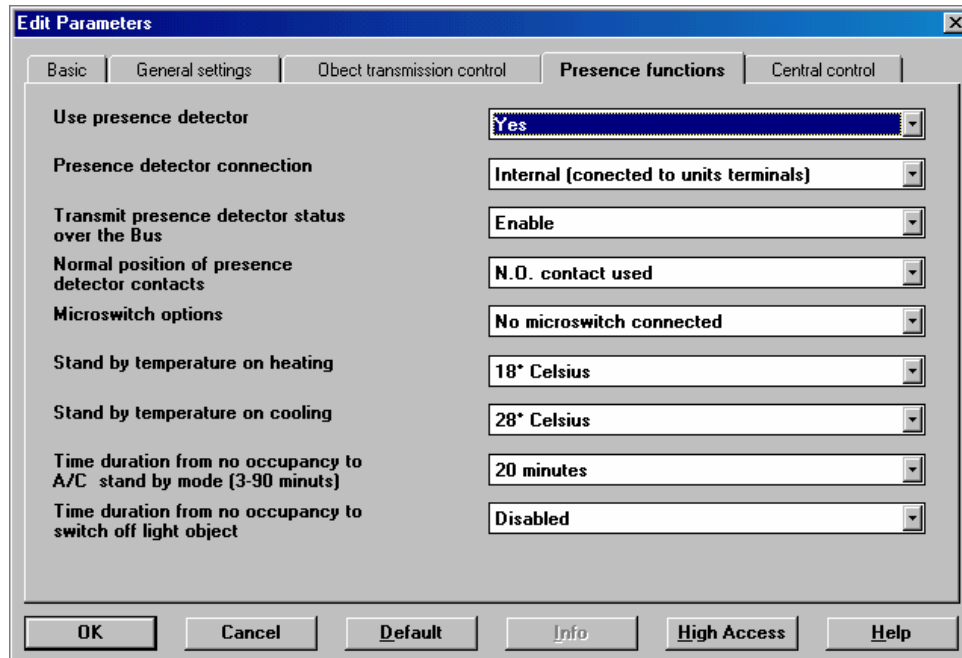 Edit Parameters
Basic
General settings
Obect transmission control
Presence functions
Central control
Use presence detector
Yes
Presence detector connection
Internal (conected to units terminals)
Transmit presence detector status
over the Bus
Enable
Normal position of presence
detector contacts
N.O. contact used
Microswitch options
No microswitch connected
Stand by temperature on heating
18* Celsius
Stand by temperature on cooling
28* Celsius
Time duration from no occupancy to
A/C stand by mode (3-90 minuts)
20 minutes
Time duration from no occupancy to
switch off light object
Disabled
OK
Cancel
Default
Info
High Access
Help